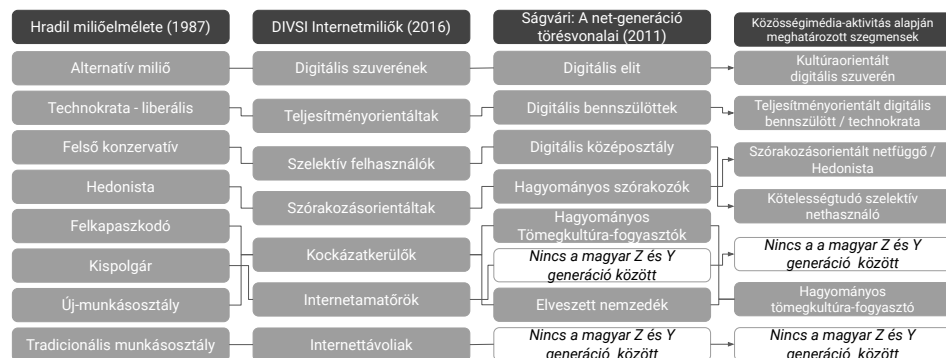 Hradil miliőelmélete (1987)
Alternatív milió
Technokrata - liberális
Felső konzervatív
Hedonista
Felkapaszkodó
Kispolgár
Új-munkásosztály
Tradicionális munkásosztály
DIVSI Internetmiliők (2016)
Digitális szuverének
Teljesítményorientáltak
Szelektív felhasználók
Szórakozásorientáltak
Kockázatkerülők
Internetamatőrök
Internettávoliak
Ságvári: A net-generáció
törésvonalai (2011)
Digitális elit
Digitális bennszülöttek
Digitális középosztály
Hagyományos szórakozók
Hagyományos
Tömegkultúra-fogyasztók
Nincs a magyar Z és Y
generáció között
Elveszett nemzedék
Nincs a magyar Z és Y
generáció között
Közösségimédia-aktivitás alapján
meghatározott szegmensek
Kultúraorientált
digitális szuverén
Teljesítményorientált digitális
bennszülött / technokrata
Szórakozásorientált netfüggő /
Hedonista
Kötelességtudó szelektív
nethasználó
Nincs a a magyar Z és Y
generáció  között
Hagyományos
tömegkultúra-fogyasztó
Nincs a magyar Z és Y
generáció között